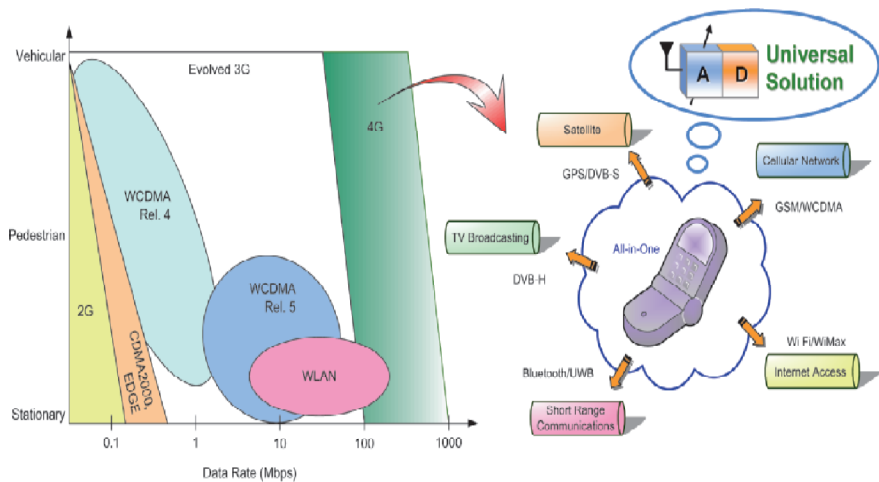 Vehicular
Pedestrian
Stationary
Evolved 3G
4G
WCDMA
Rel. 4
WCDMA
Rel. 5
WLAN
2G
CDMA2000,
EDGE
0.1
1
10
100
1000
Data Rate (Mbps)
A
D
Universal
Solution
Satellite
GPS/DVB-S
Cellular Network
GSM/WCDMA
TV Broadcasting
DVB-H
All-in-One
Wi Fi/WiMax
Internet Access
Bluetooth/UWB
Short Range
Communications